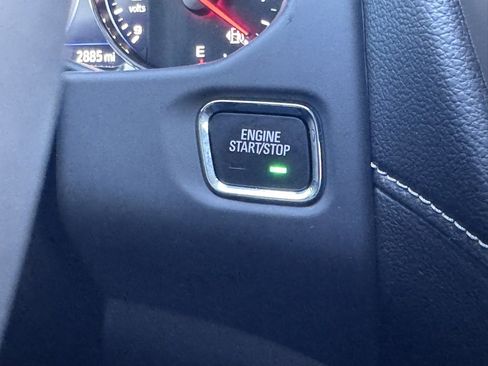 volts
2885 mi
E
ENGINE
START/STOP